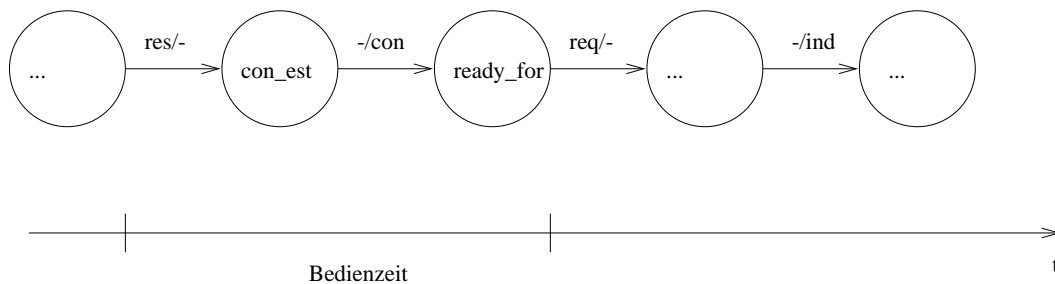 res/-
-/con
req/-
-/ind
...
con_est
ready_for
...
...
Bedienzeit
t